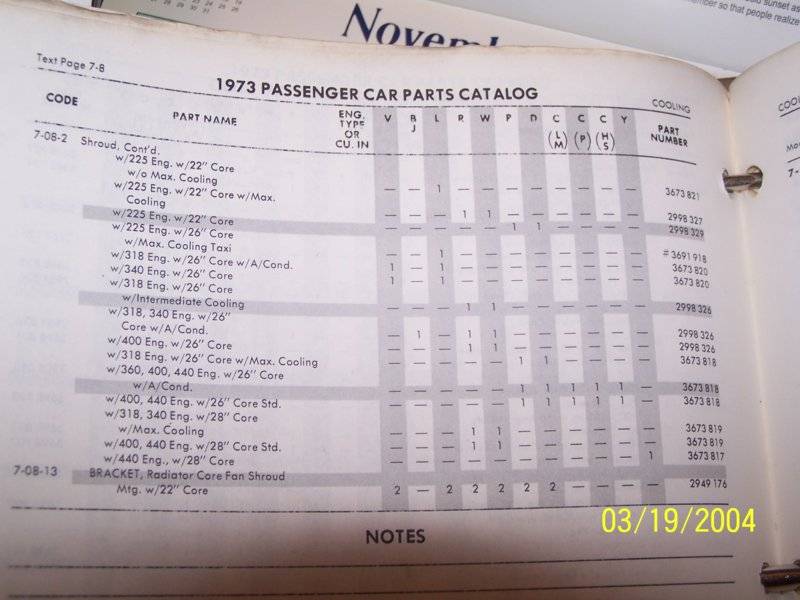 Novem
Text Page 7-8
1973 PASSENGER CAR PARTS CATALOG
COOLING
CODE PART NAME ENG. TYPE OR CU. IN V B J L R W P D C (L M) C (P) C (H S) Y PART NUMBER
7-08-2 Shroud, Cont'd.
w/225 Eng. w/22" Core
w/o Max. Cooling — — 1 — — — — — — — — 3673 821
w/225 Eng. w/22" Core w/Max.
Cooling — — — 1 1 — — — — — — 2998 327
w/225 Eng. w/22" Core — — — — — 1 1 — — — — 2998 329
w/225 Eng. w/26" Core
w/Max. Cooling Taxi — — 1 — — — — — — — — #3691 918
w/318 Eng. w/26" Core w/A/Cond. 1 — 1 — — — — — — — — 3673 820
w/340 Eng. w/26" Core 1 — 1 — — — — — — — — 3673 820
w/318 Eng. w/26" Core
w/Intermediate Cooling — — — 1 1 — — — — — — 2998 326
w/318, 340 Eng. w/26"
Core w/A/Cond. — 1 — 1 1 — — — — — — 2998 326
w/400 Eng. w/26" Core — — — 1 1 — — — — — — 2998 326
w/318 Eng. w/26" Core w/Max. Cooling — — — — — 1 1 — — — — 3673 818
w/360, 400, 440 Eng. w/26" Core
w/A/Cond. — — — — — 1 1 1 1 1 — 3673 818
w/400, 440 Eng. w/26" Core Std. — — — — — 1 1 1 1 1 — 3673 818
w/318, 340 Eng. w/28" Core
w/Max. Cooling — — — 1 1 — — — — — — 3673 819
w/400, 440 Eng. w/28" Core Std. — — — 1 1 — — — — — — 3673 819
w/440 Eng., w/28" Core — — — — — — — — — — 1 3673 817
7-08-13 BRACKET, Radiator Core Fan Shroud
Mtg. w/22" Core 2 — 2 2 2 2 2 — — — — 2949 176
NOTES
03/19/2004